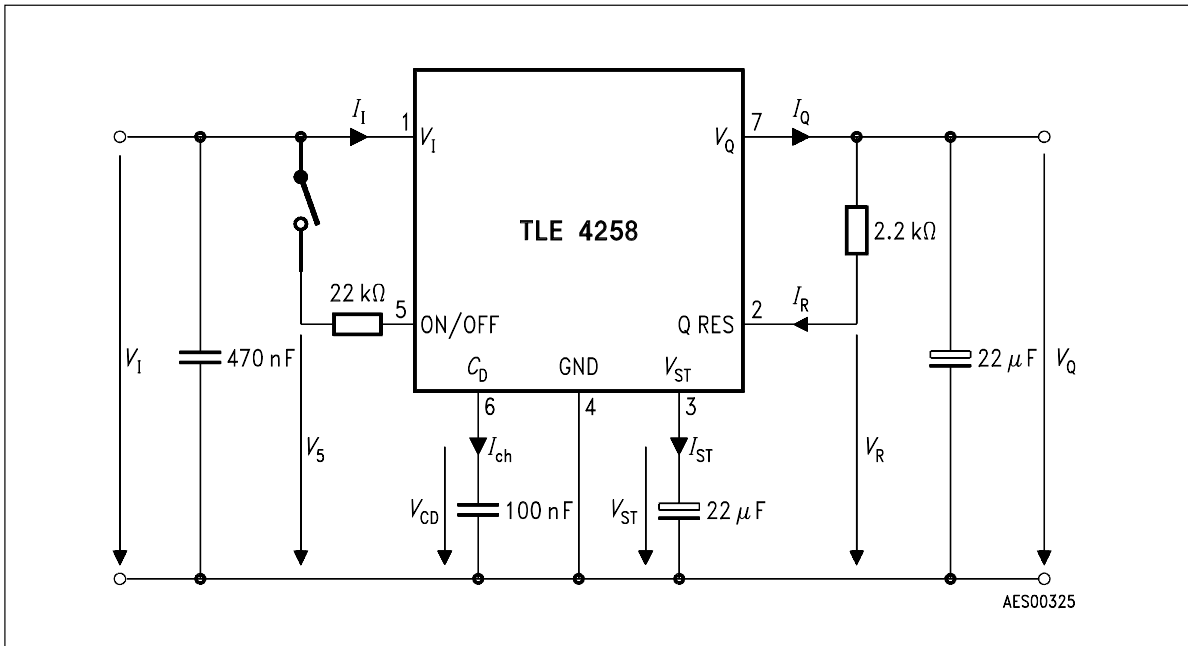 I_I
I_Q
1
V_I
V_Q
7
TLE 4258
2.2 kΩ
22 kΩ
5
ON/OFF
Q RES
2
I_R
V_I
470 nF
V_5
C_D
GND
V_ST
6
4
3
I_ch
I_ST
V_CD
100 nF
V_ST
22 μF
V_R
22 μF
V_Q
AES00325